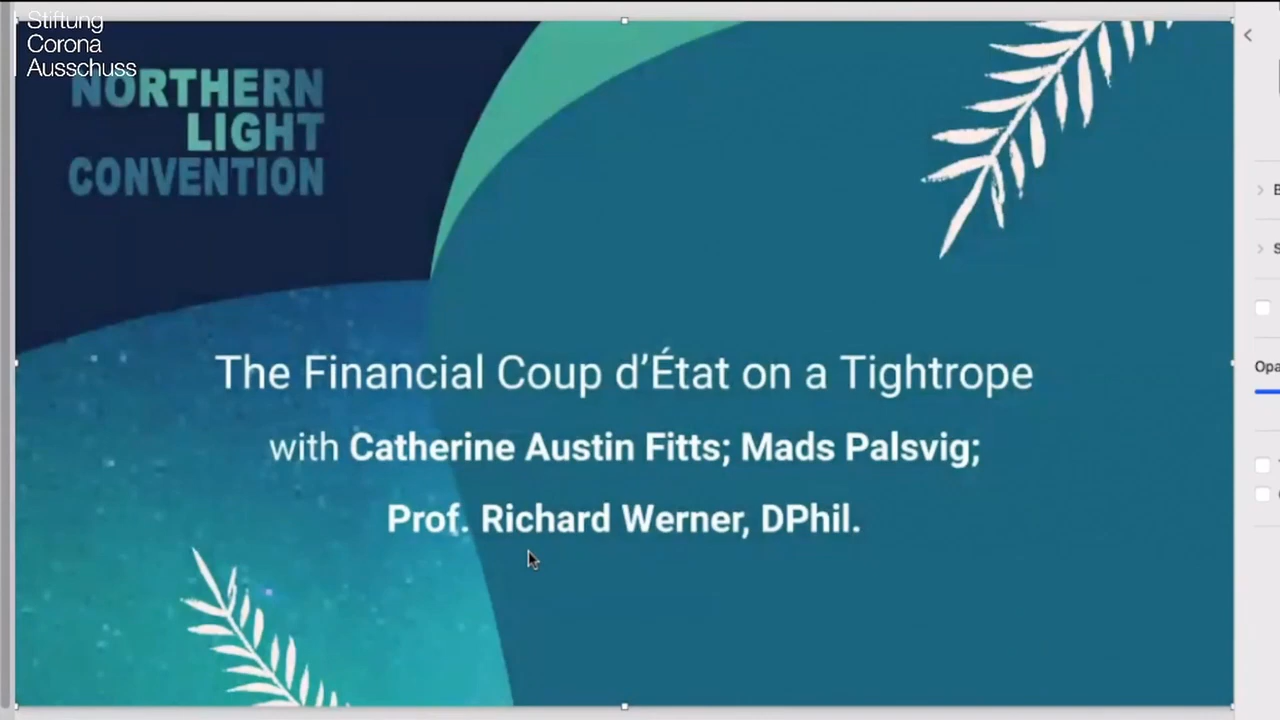 Stiftung
Corona
Ausschuss
NORTHERN
LIGHT
CONVENTION
The Financial Coup d’État on a Tightrope
with Catherine Austin Fitts; Mads Palsvig;
Prof. Richard Werner, DPhil.